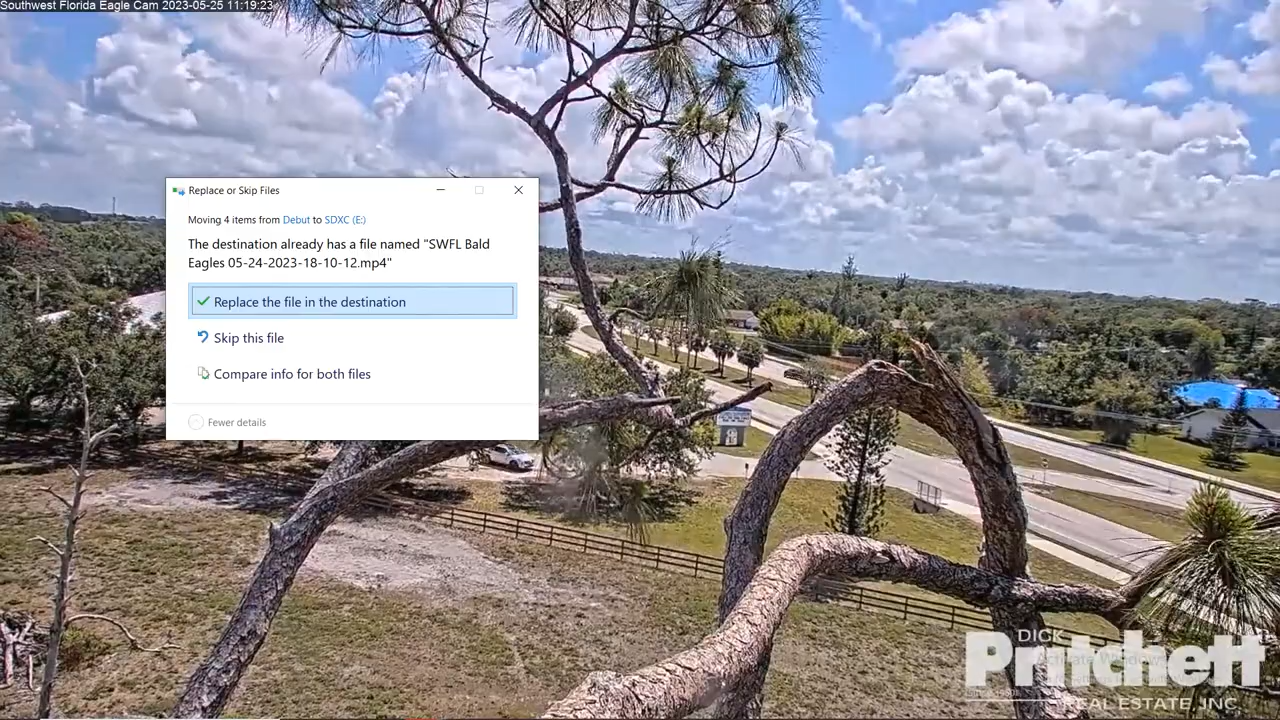 Southwest Florida Eagle Cam 2023-05-25 11:19:23
Replace or Skip Files
Moving 4 items from Debut to SDXC (E:)
The destination already has a file named "SWFL Bald
Eagles 05-24-2023-18-10-12.mp4"
Replace the file in the destination
Skip this file
Compare info for both files
Fewer details
DICK
Pritchett
REAL ESTATE, INC.